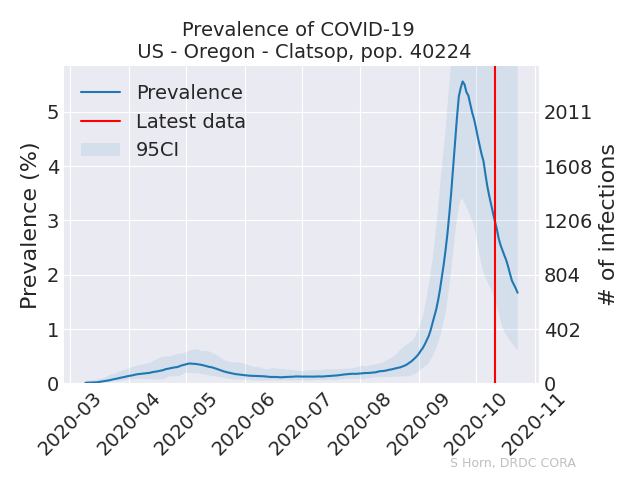 Prevalence of COVID-19
US - Oregon - Clatsop, pop. 40224
Prevalence
Latest data
95CI
Prevalence (%)
5
4
3
2
1
0
2011
1608
1206
804
402
0
# of infections
2020-03
2020-04
2020-05
2020-06
2020-07
2020-08
2020-09
2020-10
2020-11
S Horn, DRDC CORA